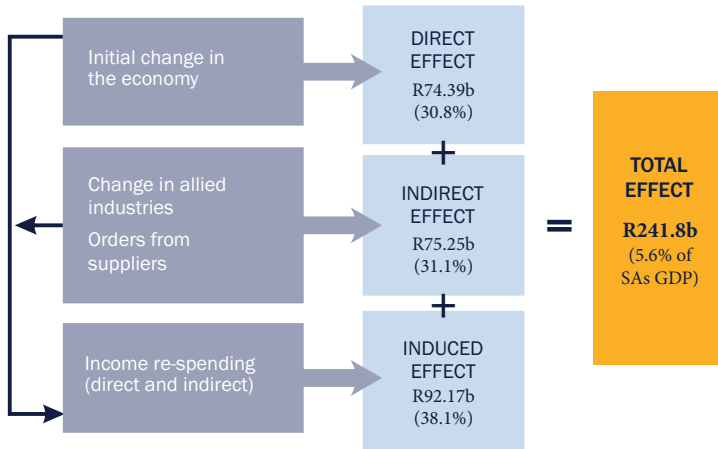 Initial change in
the economy
DIRECT
EFFECT
R74.39b
(30.8%)
+
Change in allied
industries
Orders from
suppliers
INDIRECT
EFFECT
R75.25b
(31.1%)
+
Income re-spending
(direct and indirect)
INDUCED
EFFECT
R92.17b
(38.1%)
=
TOTAL
EFFECT
R241.8b
(5.6% of
SAs GDP)